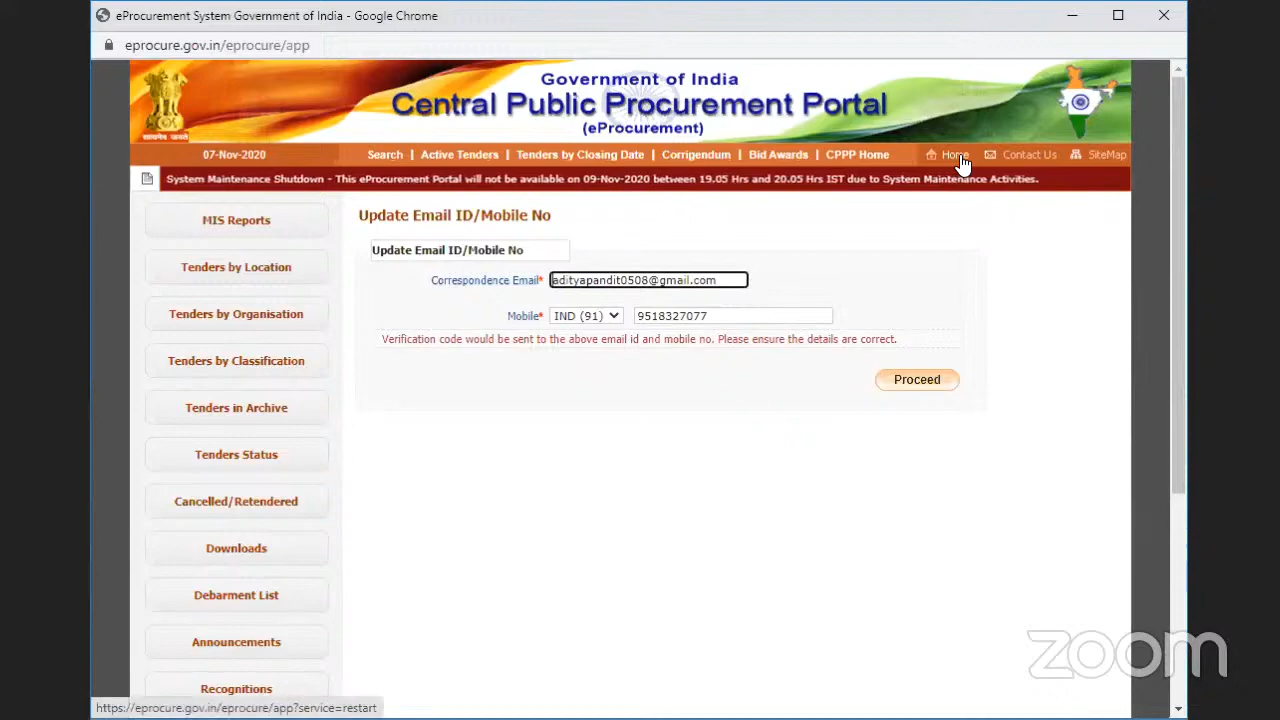 eProcurement System Government of India - Google Chrome
eprocure.gov.in/eprocure/app
Government of India
Central Public Procurement Portal
(eProcurement)
सत्यमेव जयते
07-Nov-2020
Search | Active Tenders | Tenders by Closing Date | Corrigendum | Bid Awards | CPPP Home
Home
Contact Us
SiteMap
System Maintenance Shutdown - This eProcurement Portal will not be available on 09-Nov-2020 between 19.05 Hrs and 20.05 Hrs IST due to System Maintenance Activities.
MIS Reports
Tenders by Location
Tenders by Organisation
Tenders by Classification
Tenders in Archive
Tenders Status
Cancelled/Retendered
Downloads
Debarment List
Announcements
Recognitions
Update Email ID/Mobile No
Update Email ID/Mobile No
Correspondence Email* adityapandit0508@gmail.com
Mobile* IND (91) 9518327077
Verification code would be sent to the above email id and mobile no. Please ensure the details are correct.
Proceed
zoom
https://eprocure.gov.in/eprocure/app?service=restart